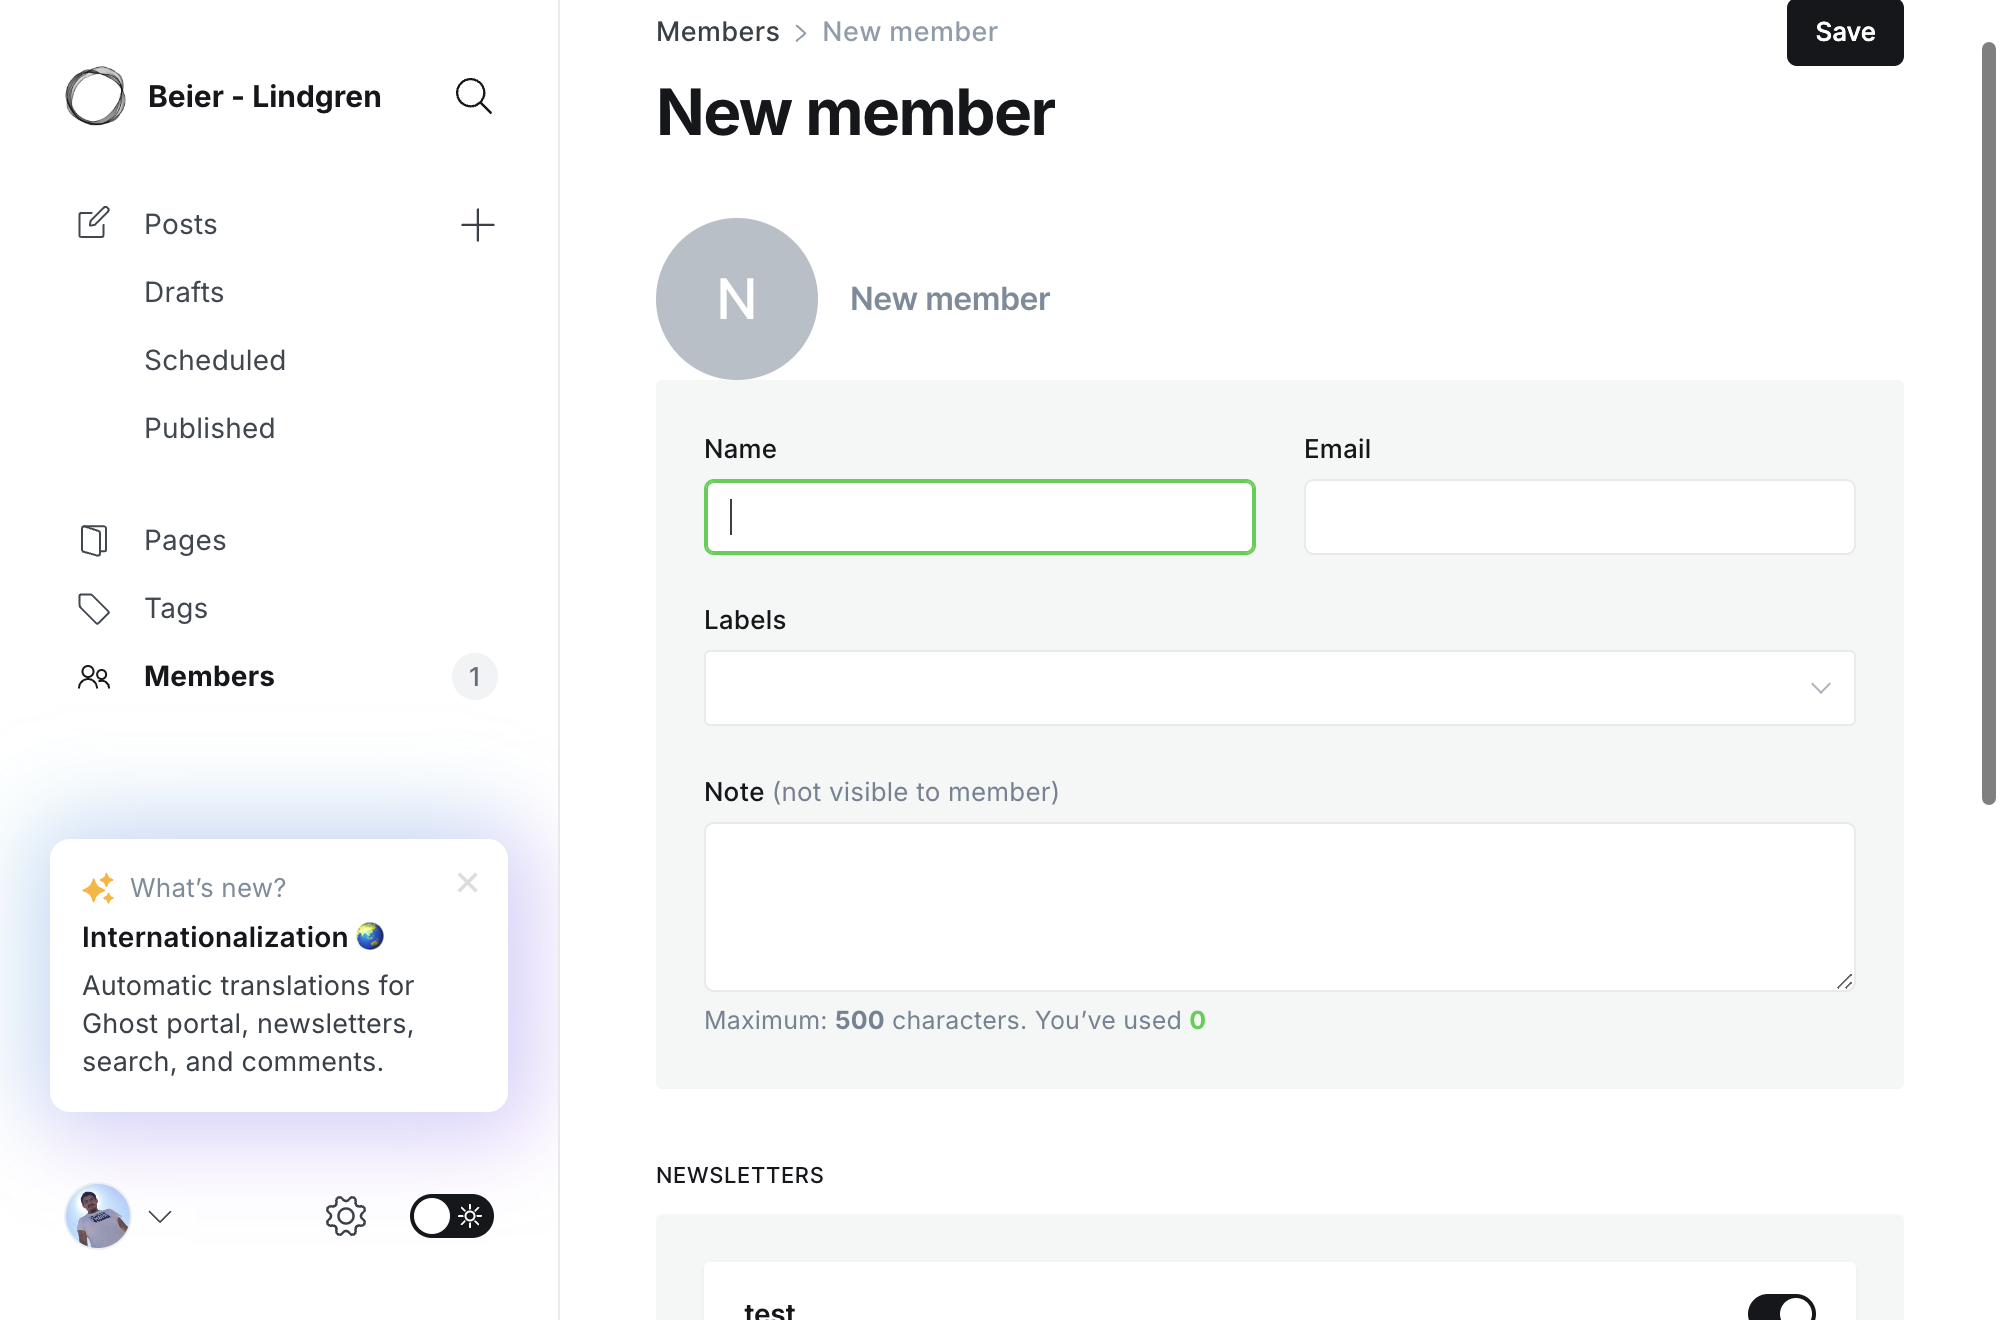 Beier - Lindgren
Posts
Drafts
Scheduled
Published
Pages
Tags
Members
1
What's new?
Internationalization 🌏
Automatic translations for
Ghost portal, newsletters,
search, and comments.
Members > New member
Save
New member
N
New member
Name
Email
Labels
Note (not visible to member)
Maximum: 500 characters. You’ve used 0
NEWSLETTERS
test